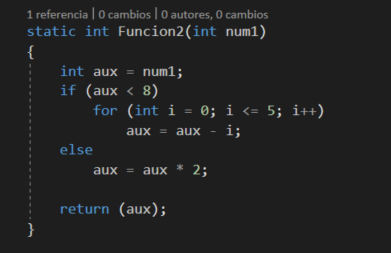 1 referencia | 0 cambios | 0 autores, 0 cambios
static int Funcion2(int num1)
{
    int aux = num1;
    if (aux < 8)
        for (int i = 0; i <= 5; i++)
            aux = aux - i;
    else
        aux = aux * 2;

    return (aux);
}